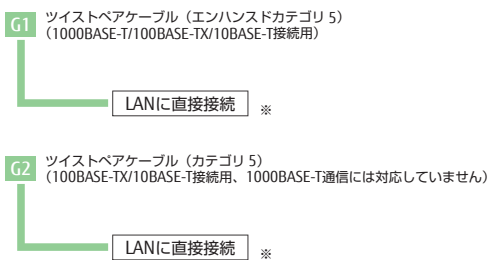 G1 ツイストペアケーブル（エンハンスドカテゴリ 5）
（1000BASE-T/100BASE-TX/10BASE-T接続用）
LANに直接接続 ※
G2 ツイストペアケーブル（カテゴリ 5）
（100BASE-TX/10BASE-T接続用、1000BASE-T通信には対応していません）
LANに直接接続 ※